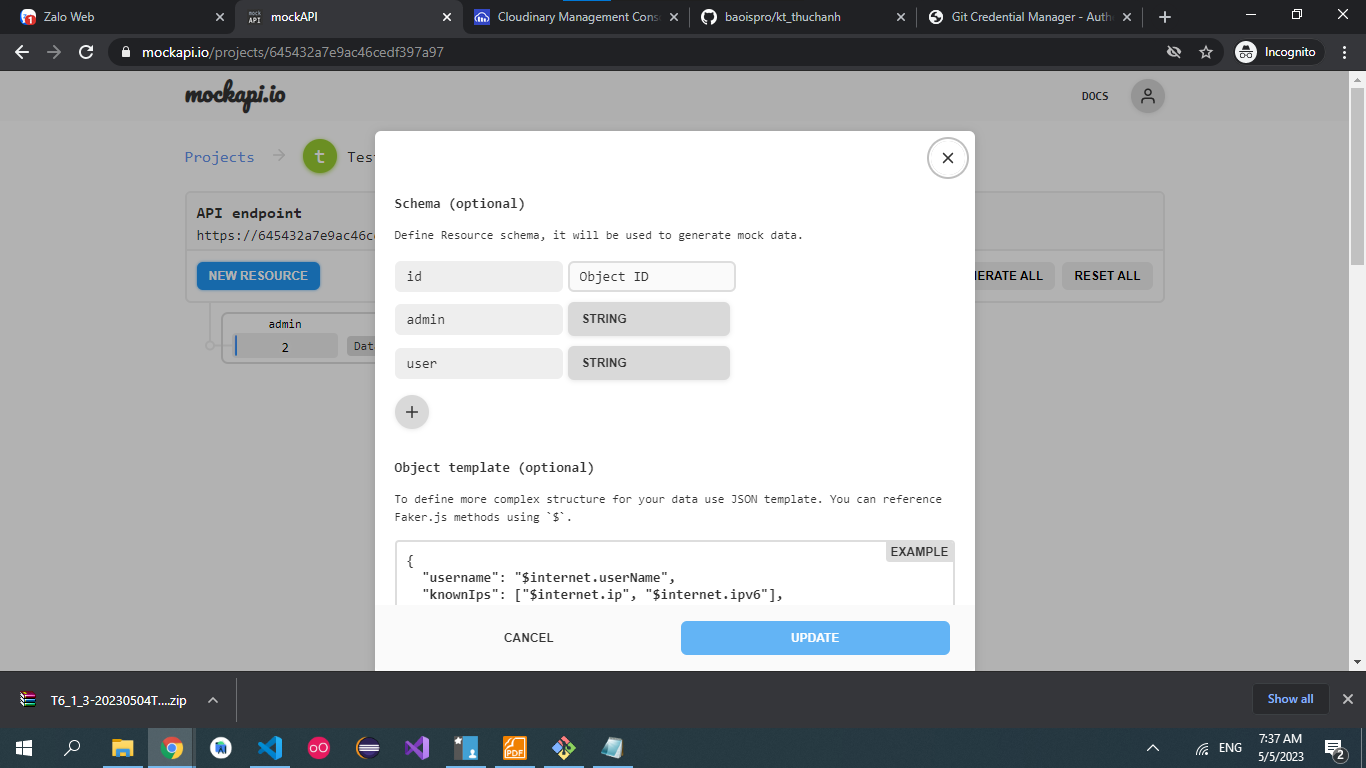 Zalo Web
mockAPI
Cloudinary Management Cons
baoispro/kt_thuchanh
Git Credential Manager - Auth
mockapi.io/projects/645432a7e9ac46cedf397a97
Incognito
mockapi.io
DOCS
Projects
t
Tes
API endpoint
https://645432a7e9ac46c
NEW RESOURCE
NERATE ALL
RESET ALL
admin
2
Dat
Schema (optional)
Define Resource schema, it will be used to generate mock data.
id
Object ID
admin
STRING
user
STRING
Object template (optional)
To define more complex structure for your data use JSON template. You can reference
Faker.js methods using `$`.
EXAMPLE
{
"username": "$internet.userName",
"knownIps": ["$internet.ip", "$internet.ipv6"],
CANCEL
UPDATE
T6_1_3-20230504T....zip
Show all
ENG
7:37 AM
5/5/2023
2